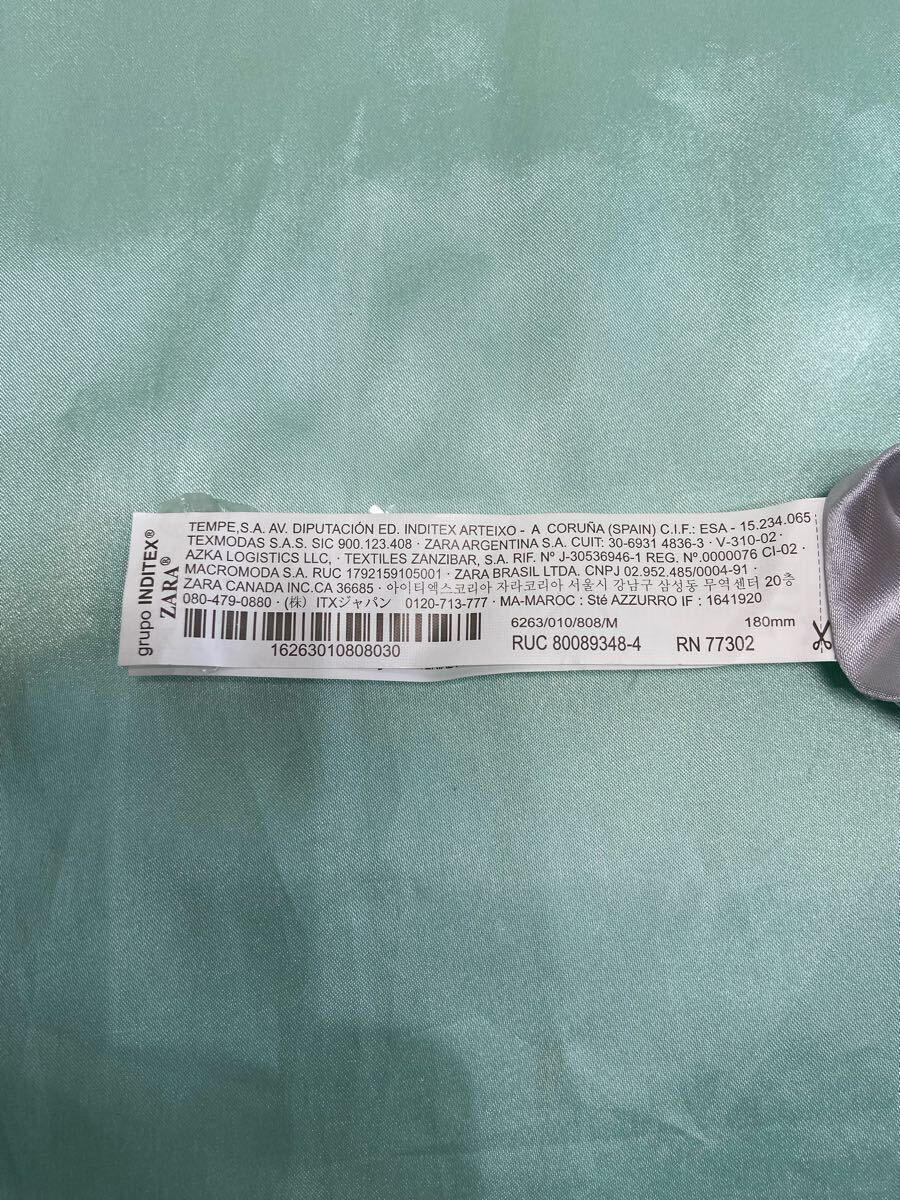 grupo INDITEX®
ZARA®
TEMPE,S.A. AV. DIPUTACIÓN ED. INDITEX ARTEIXO - A CORUÑA (SPAIN) C.I.F.: ESA - 15.234.065
TEXMODAS S.A.S. SIC 900.123.408 · ZARA ARGENTINA S.A. CUIT: 30-6931 4836-3 · V-310-02 ·
AZKA LOGISTICS LLC, · TEXTILES ZANZIBAR, S.A. RIF. Nº J-30536946-1 REG. Nº.0000076 CI-02 ·
MACROMODA S.A. RUC 1792159105001 · ZARA BRASIL LTDA. CNPJ 02.952.485/0004-91 ·
ZARA CANADA INC.CA 36685 · 아이티엑스코리아 자라코리아 서울시 강남구 삼성동 무역센터 20층
080-479-0880 · (株) ITXジャパン 0120-713-777 · MA-MAROC : Sté AZZURRO IF : 1641920
6263/010/808/M 180mm
16263010808030 RUC 80089348-4 RN 77302